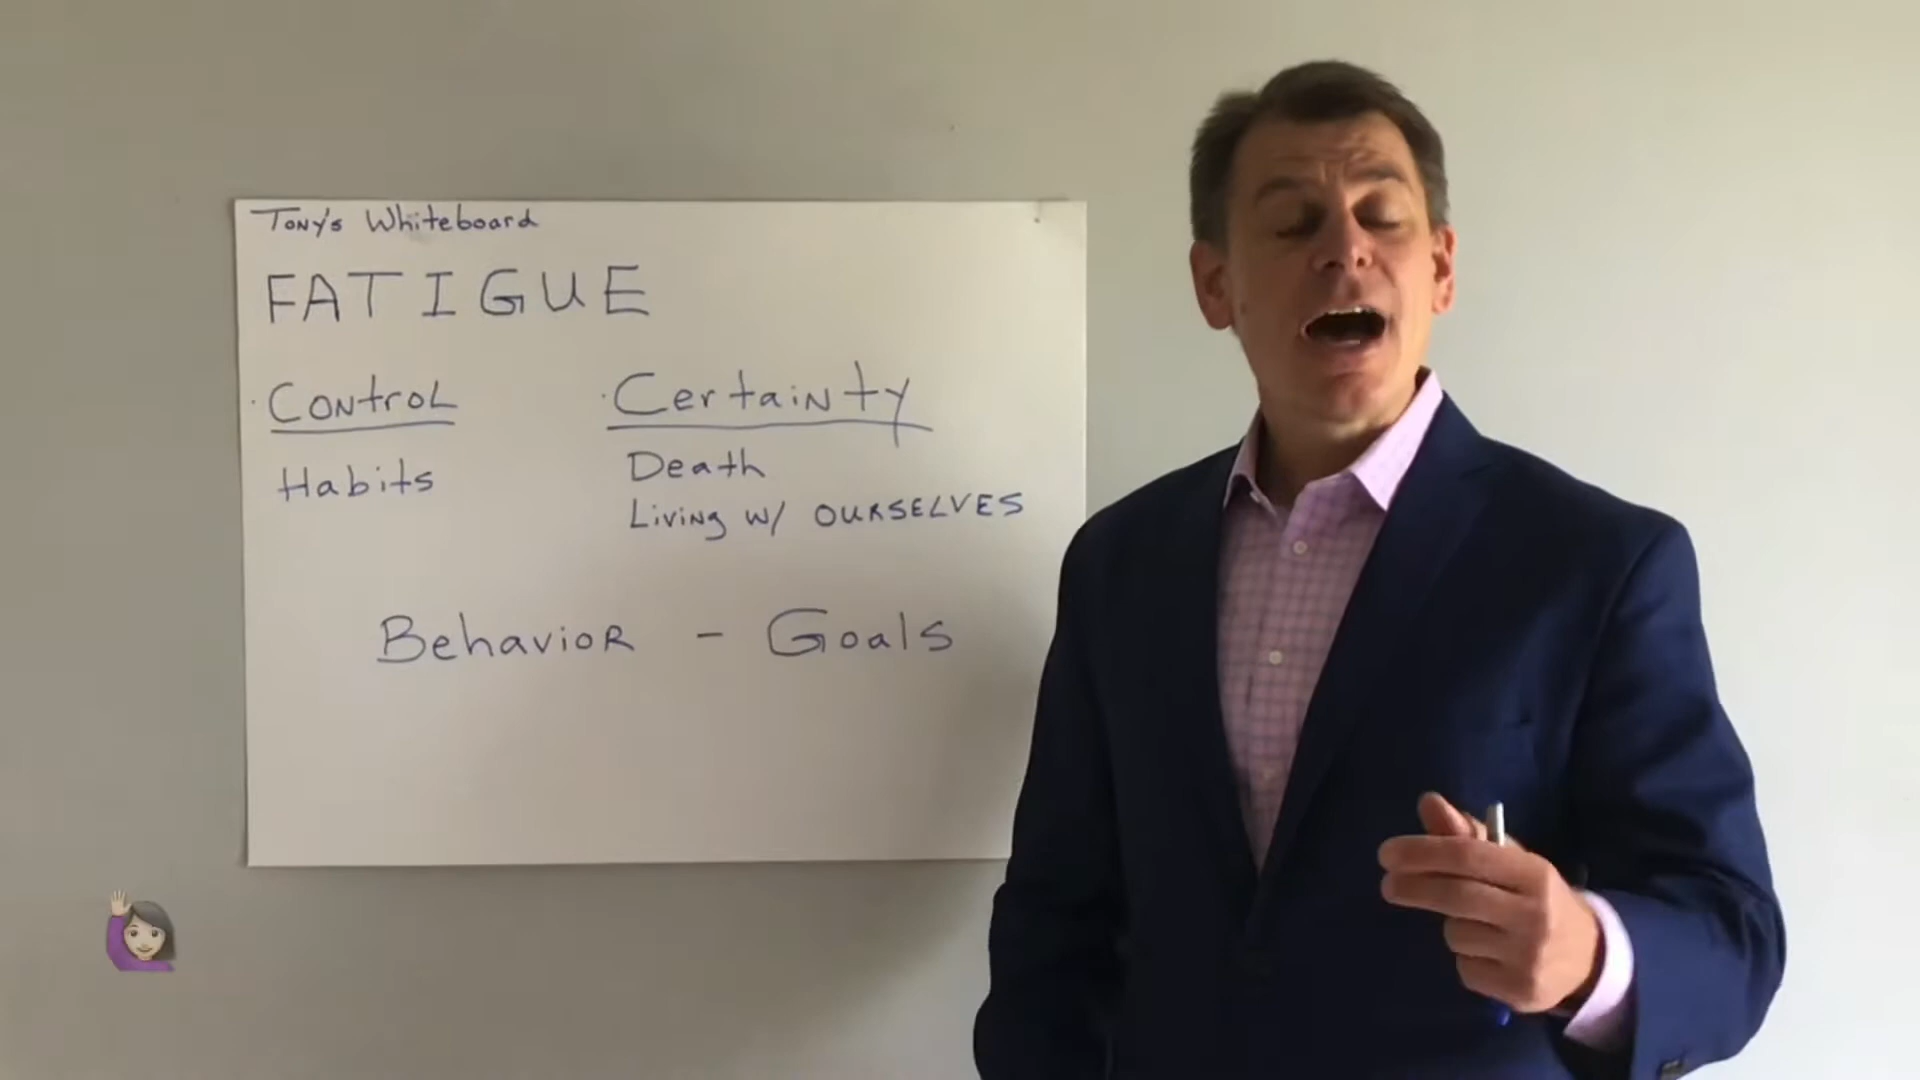 Tony's Whiteboard
FATIGUE
· Control · Certainty
Habits Death
Living w/ OURSELVES
Behavior - Goals